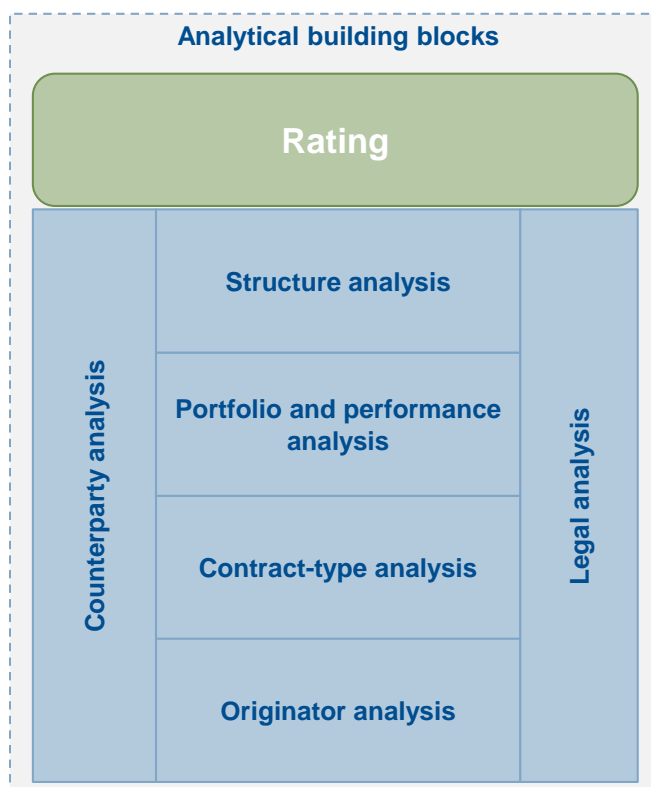 Analytical building blocks
Rating
Counterparty analysis
Structure analysis
Portfolio and performance
analysis
Contract-type analysis
Originator analysis
Legal analysis